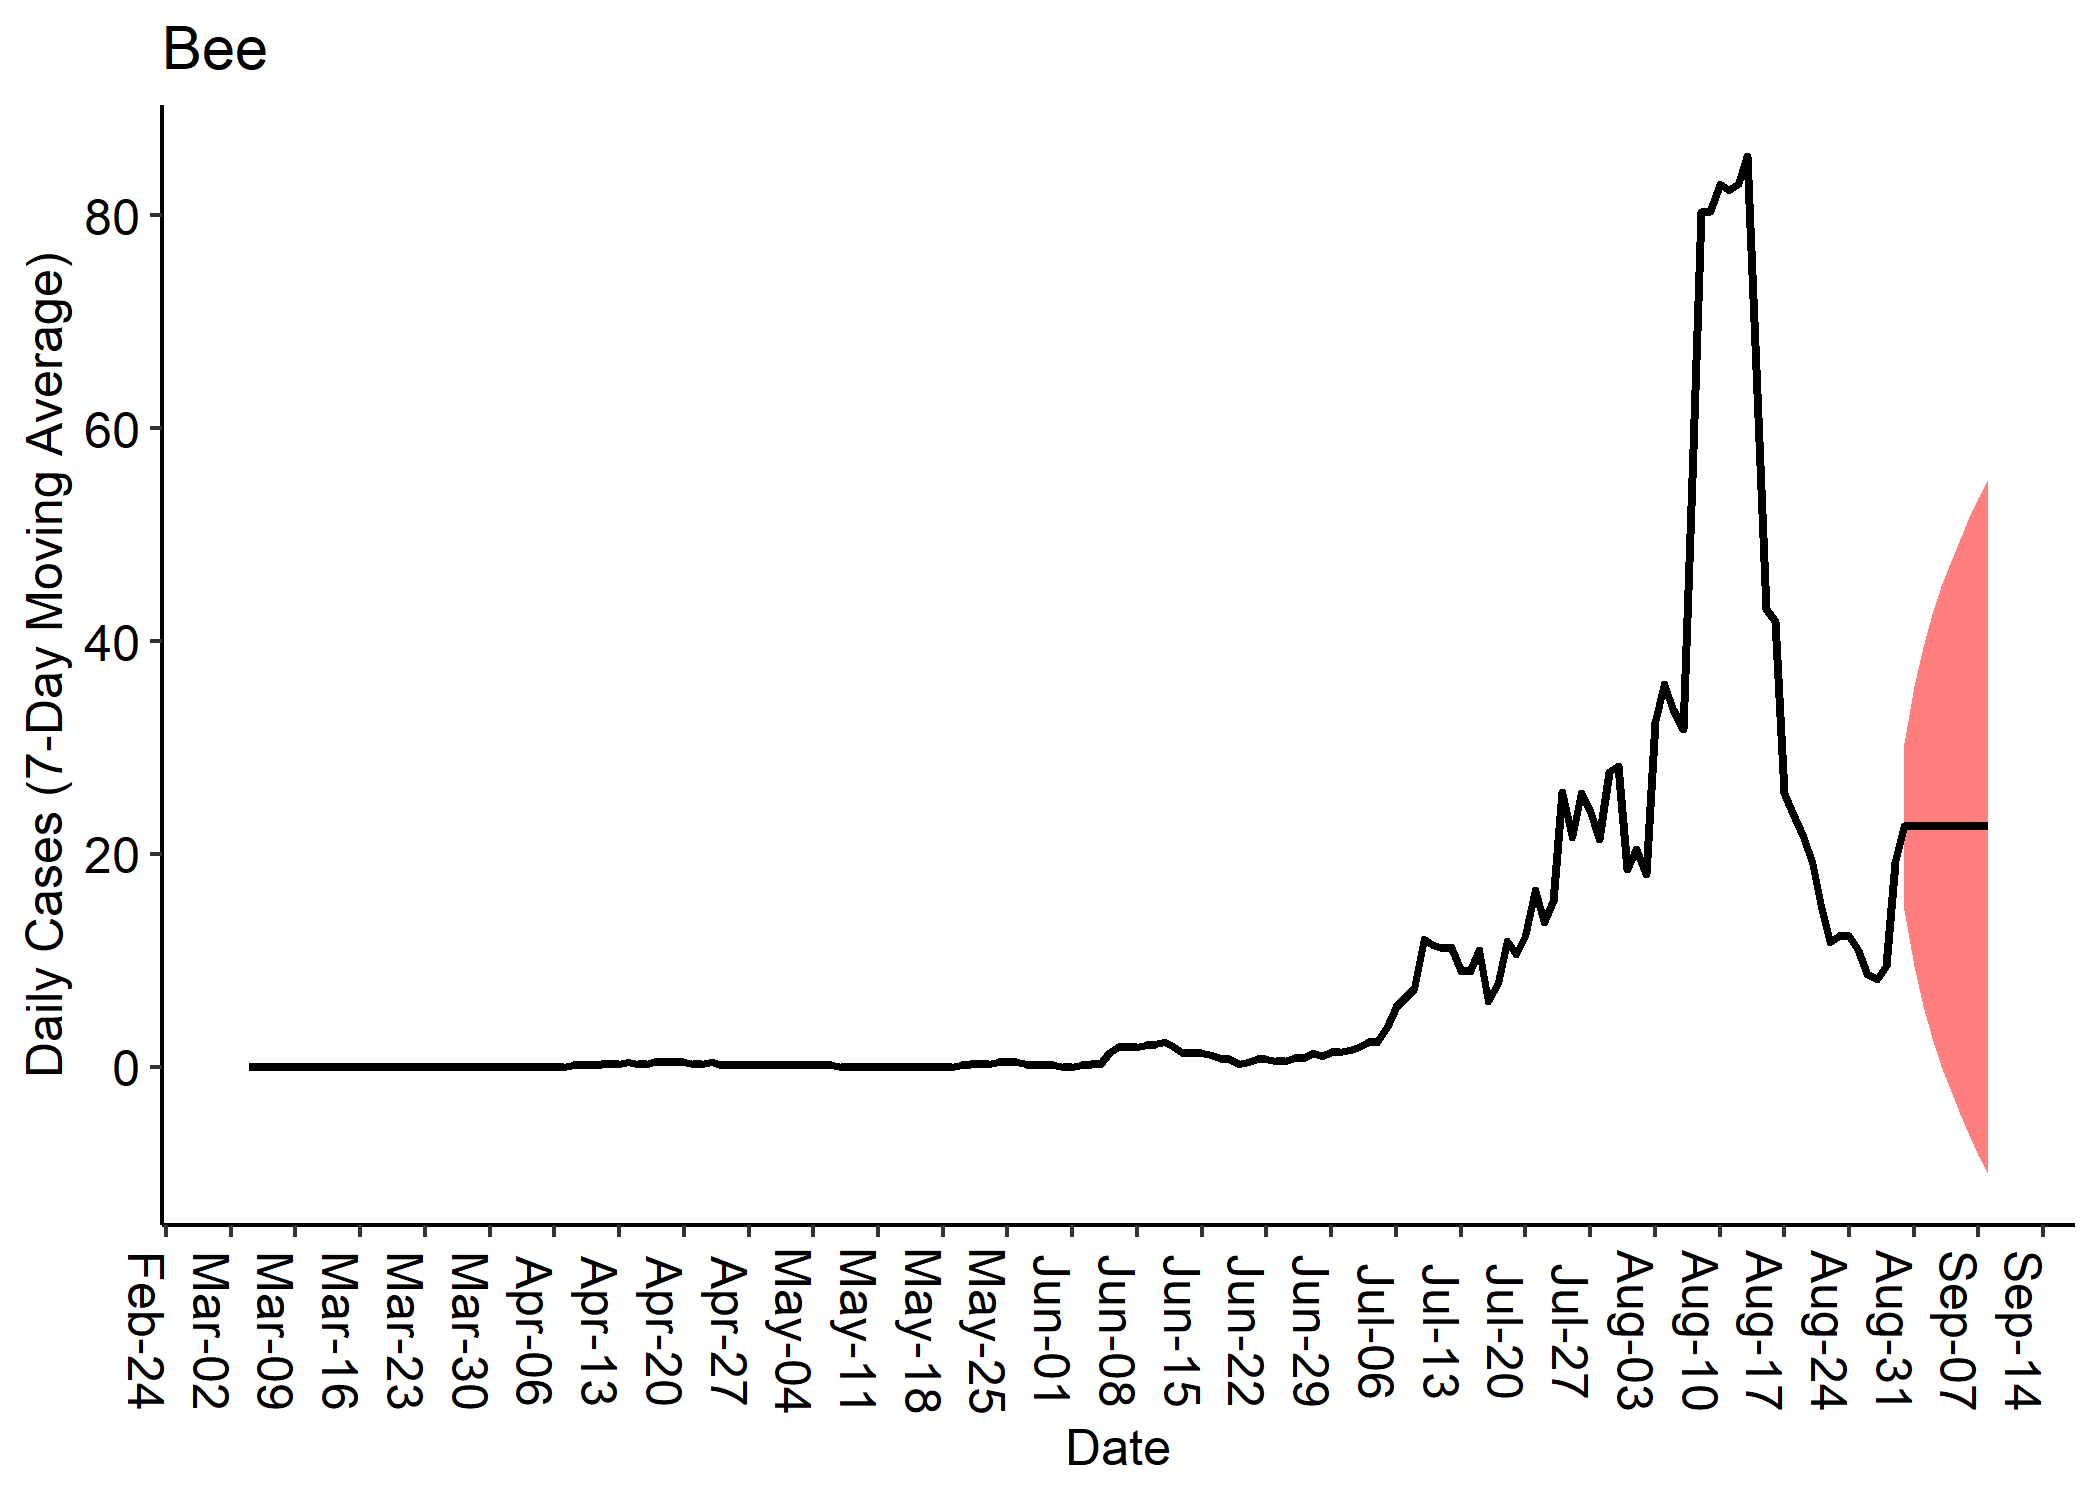 Bee
Daily Cases (7-Day Moving Average)
80
60
40
20
0
Feb-24
Mar-02
Mar-09
Mar-16
Mar-23
Mar-30
Apr-06
Apr-13
Apr-20
Apr-27
May-04
May-11
May-18
May-25
Jun-01
Jun-08
Jun-15
Jun-22
Jun-29
Jul-06
Jul-13
Jul-20
Jul-27
Aug-03
Aug-10
Aug-17
Aug-24
Aug-31
Sep-07
Sep-14
Date